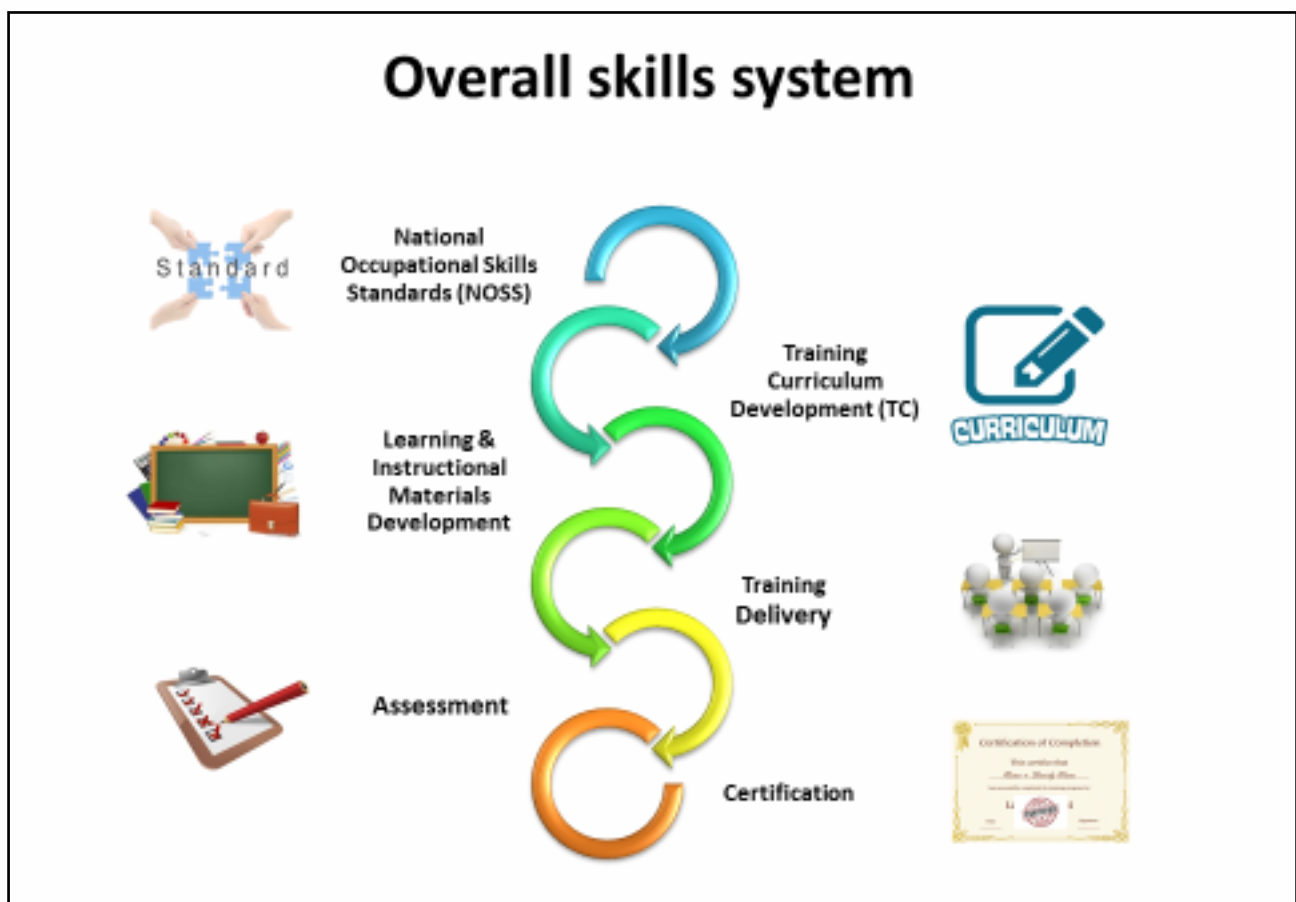 Overall skills system
Standard
National
Occupational Skills
Standards (NOSS)
Training
Curriculum
Development (TC)
CURRICULUM
Learning &
Instructional
Materials
Development
Training
Delivery
Assessment
Certification
Certification of Completion